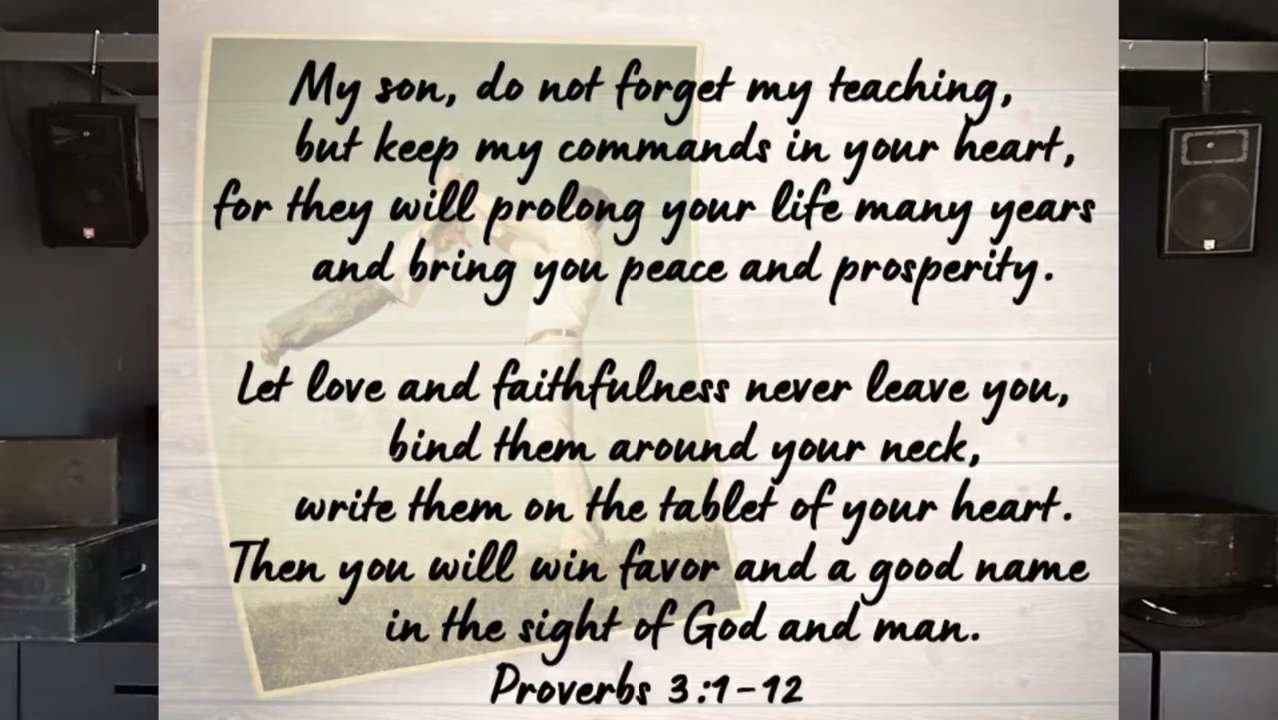 My son, do not forget my teaching,
but keep my commands in your heart,
for they will prolong your life many years
and bring you peace and prosperity.
Let love and faithfulness never leave you,
bind them around your neck,
write them on the tablet of your heart.
Then you will win favor and a good name
in the sight of God and man.
Proverbs 3:1-12